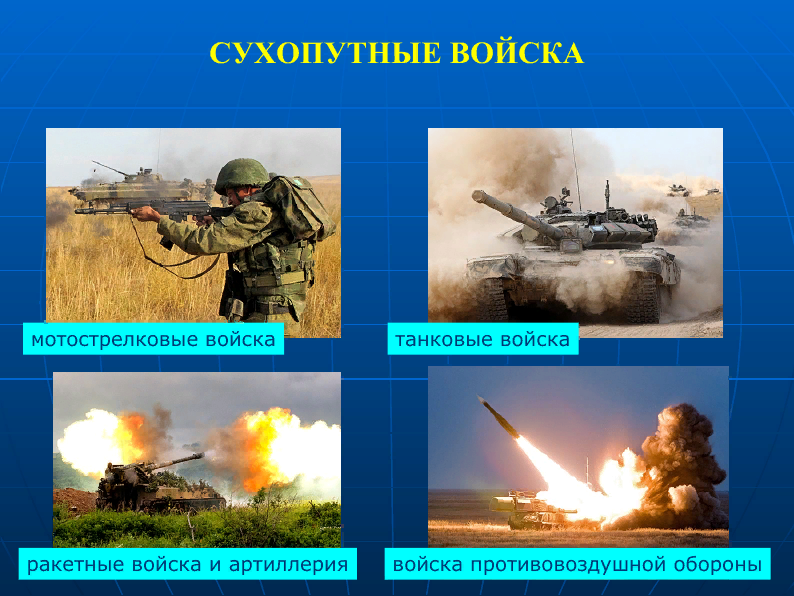 СУХОПУТНЫЕ ВОЙСКА
мотострелковые войска
танковые войска
ракетные войска и артиллерия
войска противовоздушной обороны